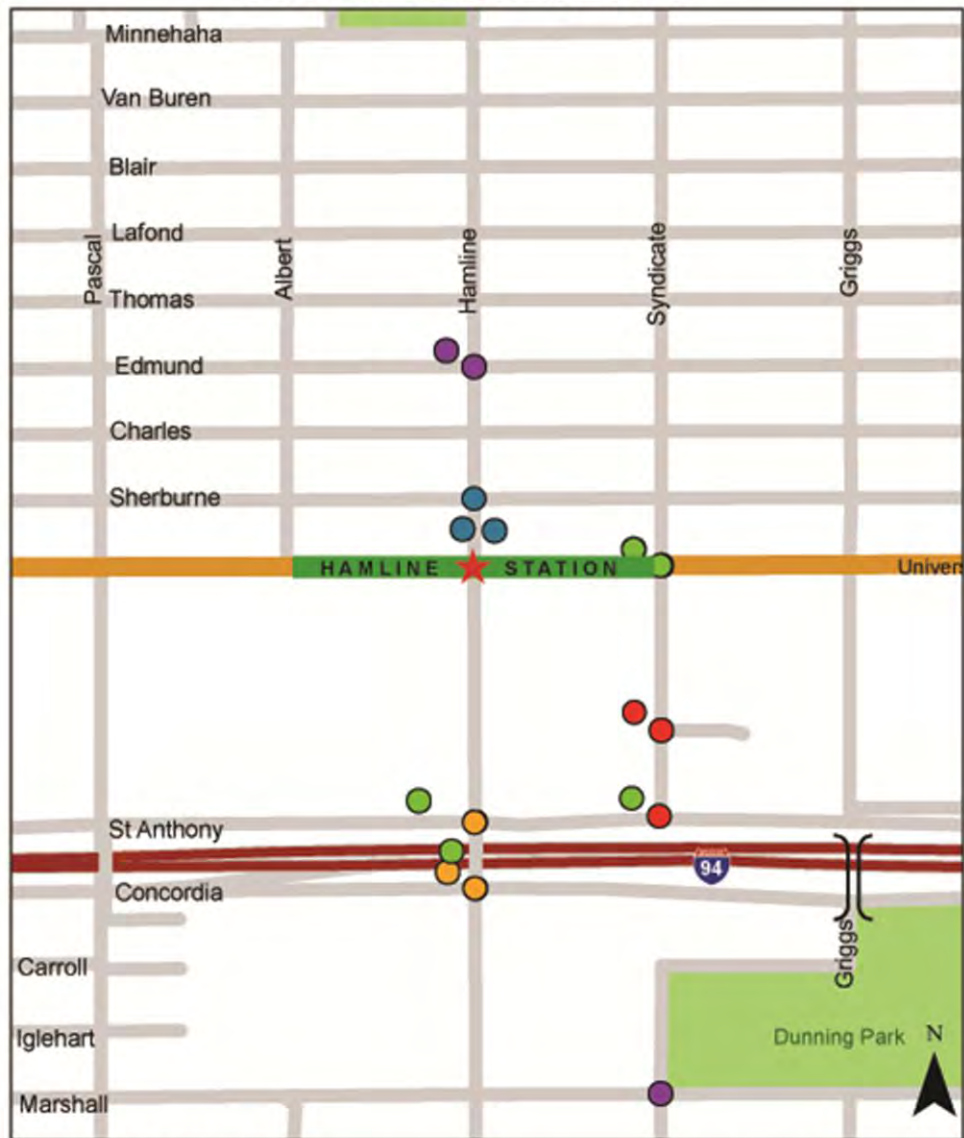 Minnehaha
Van Buren
Blair
Lafond
Pascal
Albert
Hamline
Syndicate
Griggs
Thomas
Edmund
Charles
Sherburne
HAMLINE STATION
Univers
St Anthony
94
Concordia
Griggs
Carroll
Iglehart
Dunning Park
N
Marshall